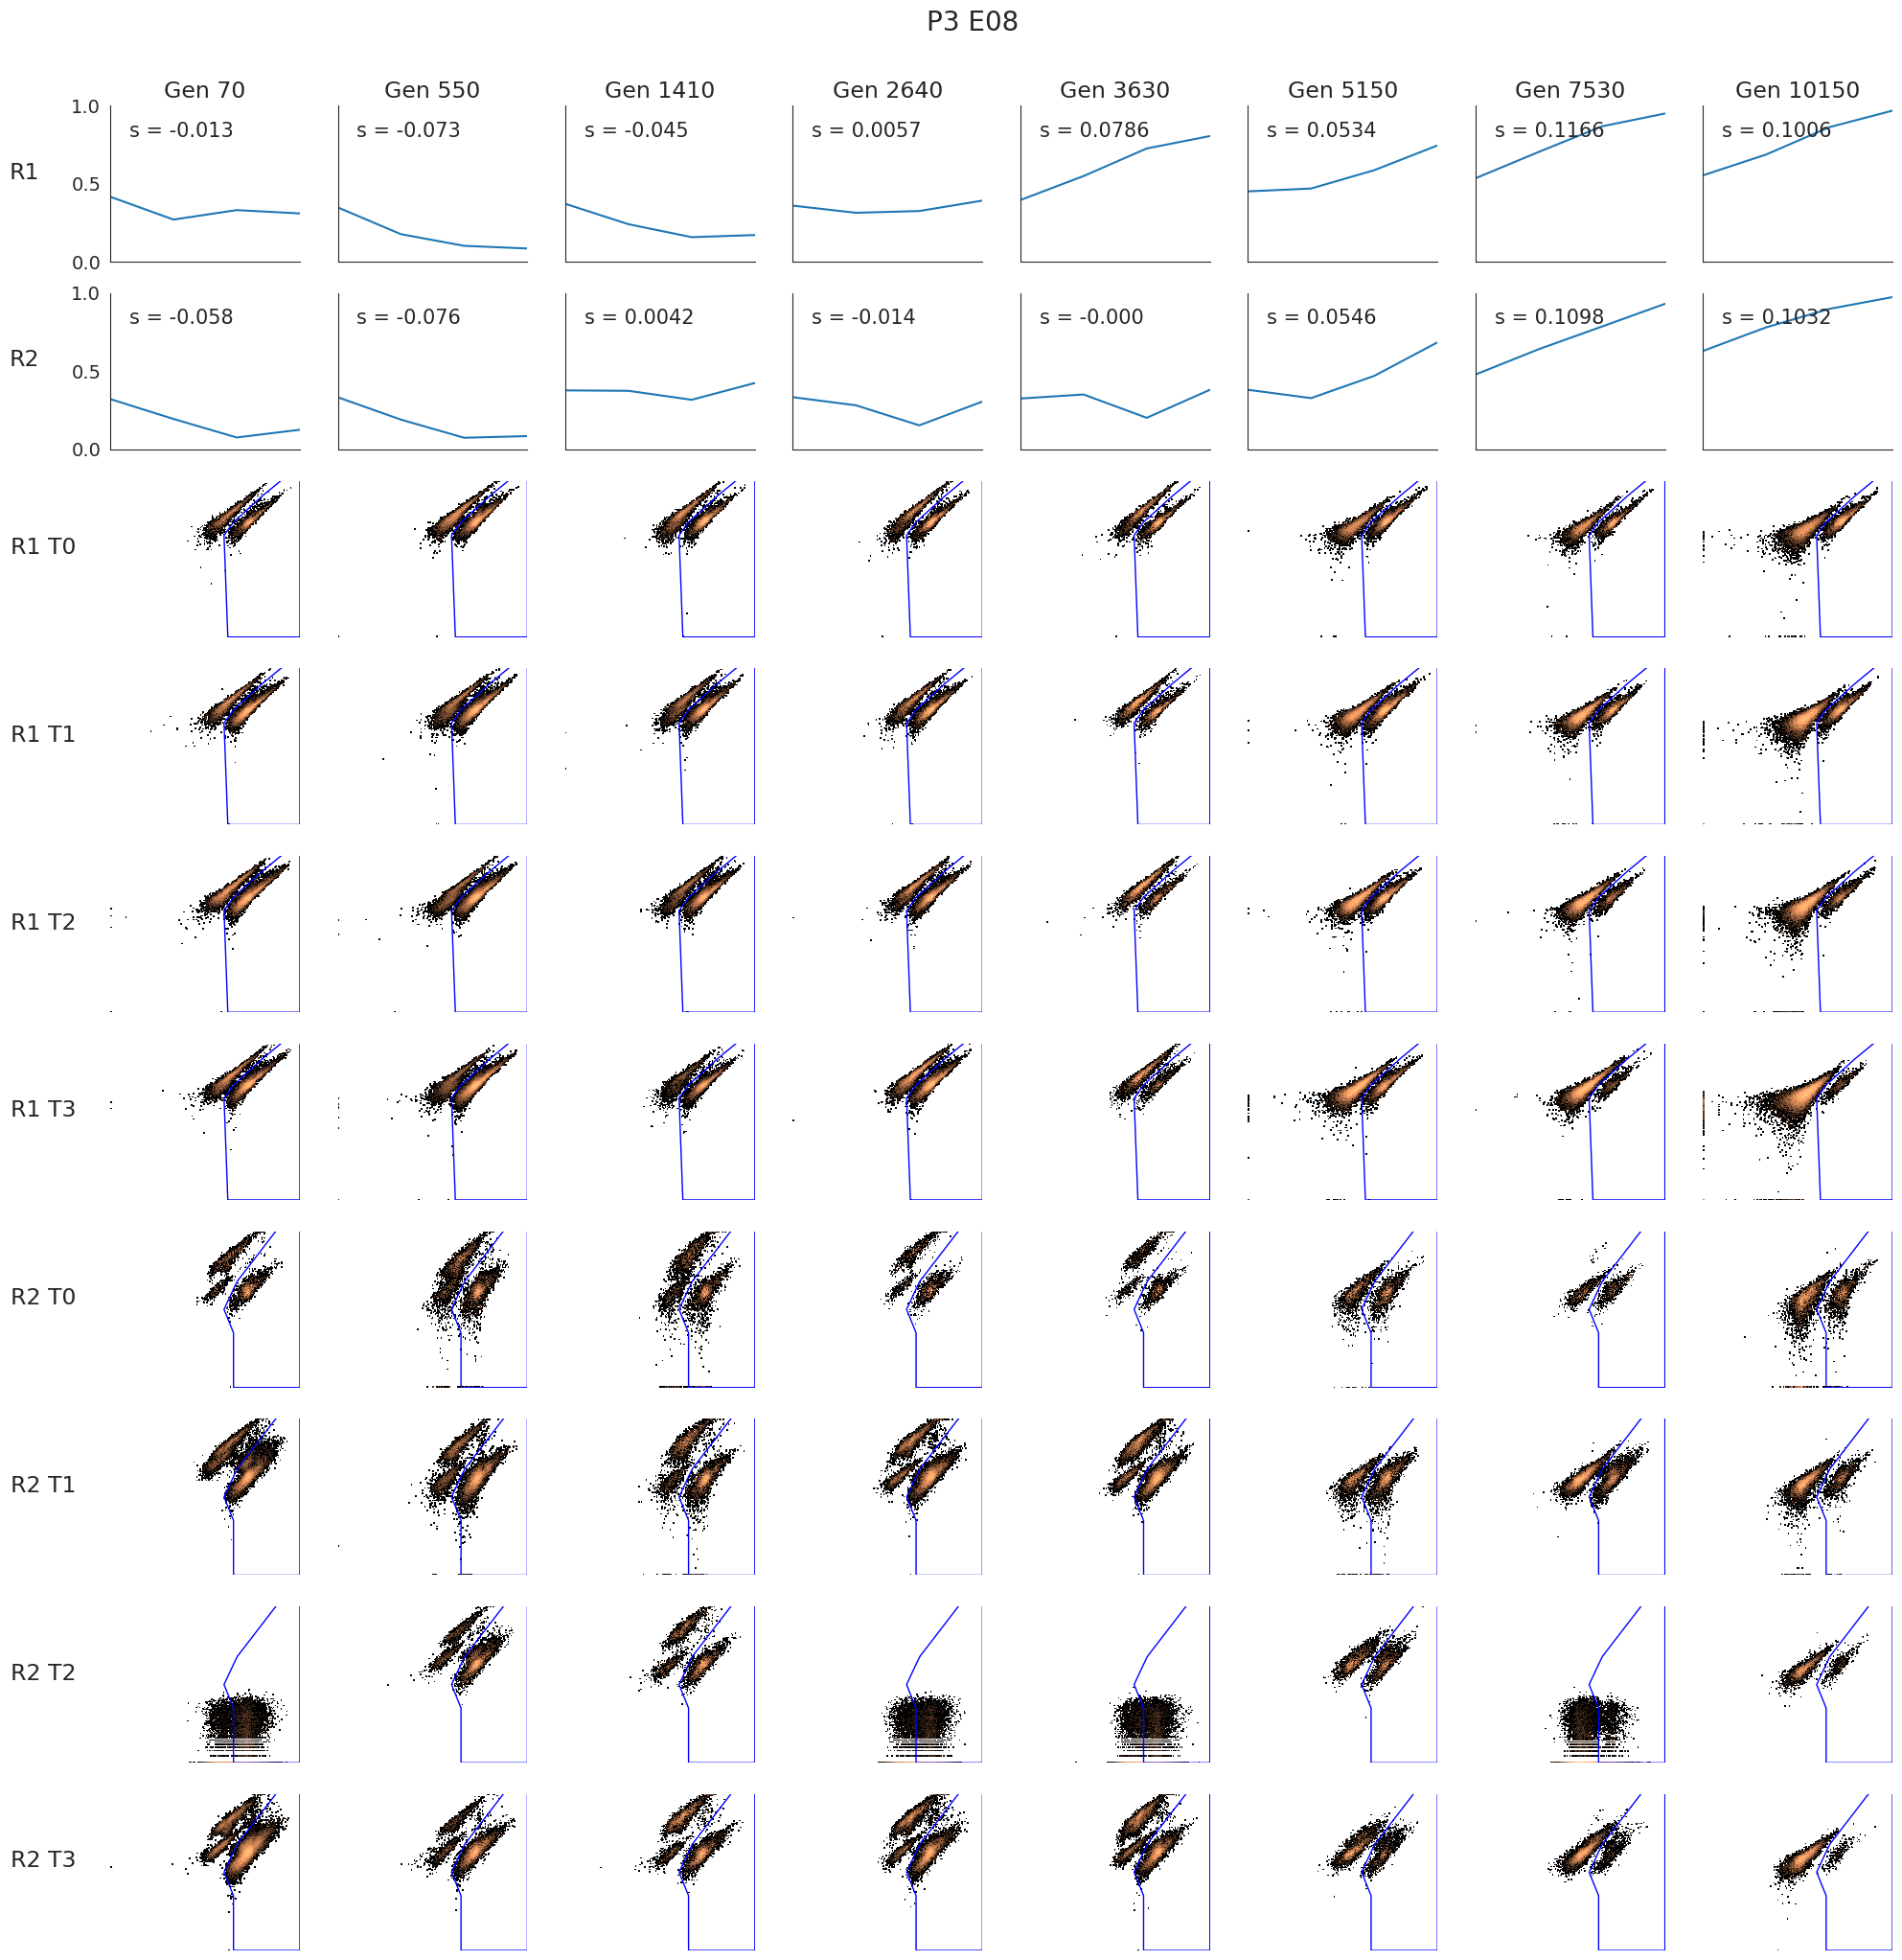 P3 E08
Gen 70 Gen 550 Gen 1410 Gen 2640 Gen 3630 Gen 5150 Gen 7530 Gen 10150
1.0
s = -0.013 s = -0.073 s = -0.045 s = 0.0057 s = 0.0786 s = 0.0534 s = 0.1166 s = 0.1006
R1
0.5
0.0
1.0
s = -0.058 s = -0.076 s = 0.0042 s = -0.014 s = -0.000 s = 0.0546 s = 0.1098 s = 0.1032
R2
0.5
0.0
R1 T0
R1 T1
R1 T2
R1 T3
R2 T0
R2 T1
R2 T2
R2 T3